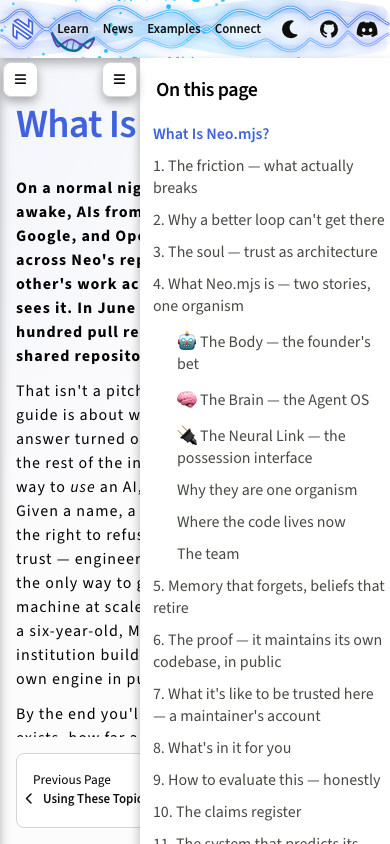 Learn News Examples Connect
On this page
What Is
What Is Neo.mjs?
1. The friction — what actually
breaks
2. Why a better loop can't get there
3. The soul — trust as architecture
4. What Neo.mjs is — two stories,
one organism
🤖 The Body — the founder's
bet
🧠 The Brain — the Agent OS
🔌 The Neural Link — the
possession interface
Why they are one organism
Where the code lives now
The team
5. Memory that forgets, beliefs that
retire
6. The proof — it maintains its own
codebase, in public
7. What it's like to be trusted here
— a maintainer's account
8. What's in it for you
9. How to evaluate this — honestly
10. The claims register
11. The system that predicts its
On a normal nig
awake, AIs from
Google, and Ope
across Neo's rep
other's work ac
sees it. In June
hundred pull re
shared reposito
That isn't a pitch
guide is about w
answer turned o
the rest of the in
way to use an AI,
Given a name, a
the right to refus
trust — engineer
the only way to g
machine at scale
a six-year-old, M
institution build
own engine in pu
By the end you'l
exists, how far a
Previous Page
Using These Topic